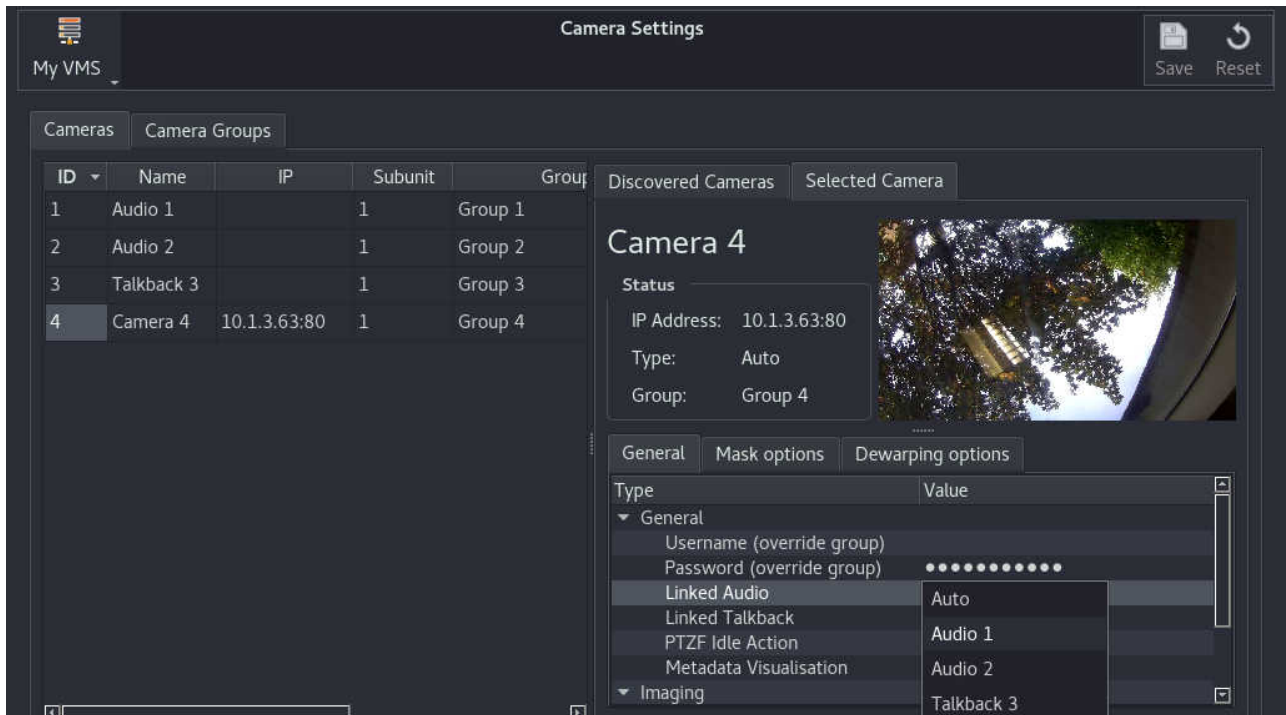 Camera Settings
My VMS
Save Reset
Cameras Camera Groups
ID Name IP Subunit Group
1 Audio 1 1 Group 1
2 Audio 2 1 Group 2
3 Talkback 3 1 Group 3
4 Camera 4 10.1.3.63:80 1 Group 4
Discovered Cameras Selected Camera
Camera 4
Status
IP Address: 10.1.3.63:80
Type: Auto
Group: Group 4
General Mask options Dewarping options
Type Value
General
Username (override group)
Password (override group) ●●●●●●●●●●●
Linked Audio
Linked Talkback
PTZF Idle Action
Metadata Visualisation
Imaging
Auto
Audio 1
Audio 2
Talkback 3